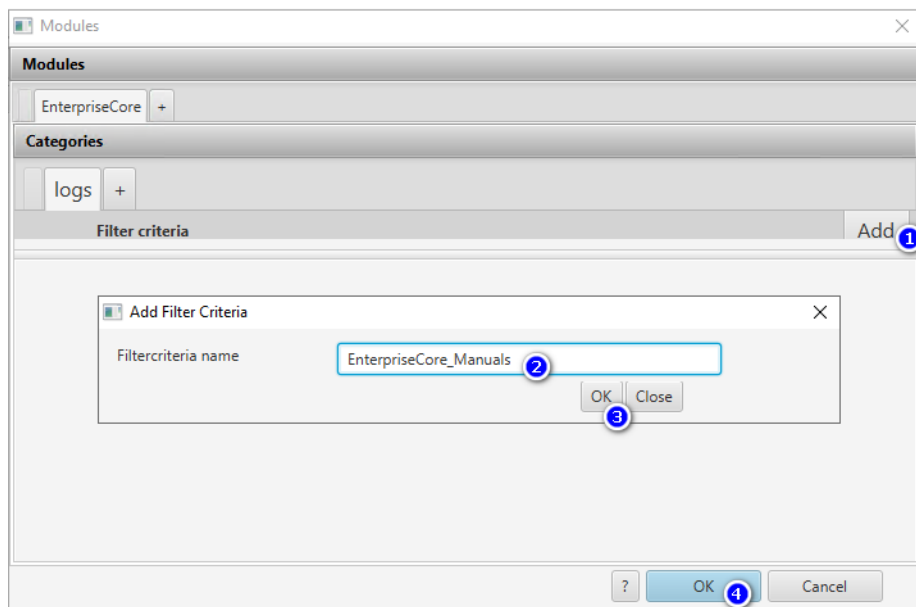 Modules
Modules
EnterpriseCore +
Categories
logs +
Filter criteria Add 1
Add Filter Criteria
Filtercriteria name EnterpriseCore_Manuals 2
OK Close
3
? OK 4 Cancel